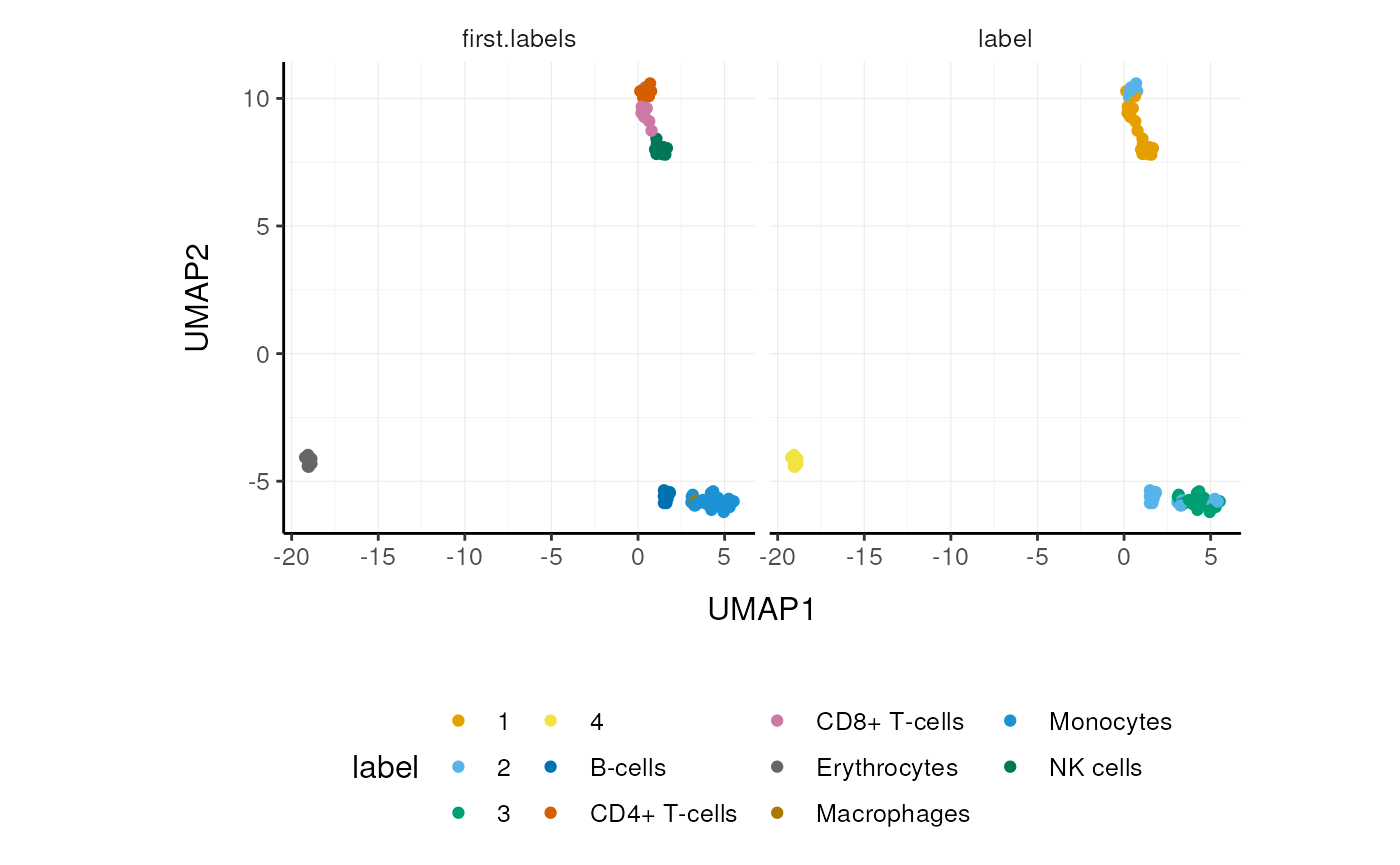 first.labels label
10
5
0
-5
UMAP2
-20 -15 -10 -5 0 5 -20 -15 -10 -5 0 5
UMAP1
label
1 4 CD8+ T-cells Monocytes
2 B-cells Erythrocytes NK cells
3 CD4+ T-cells Macrophages